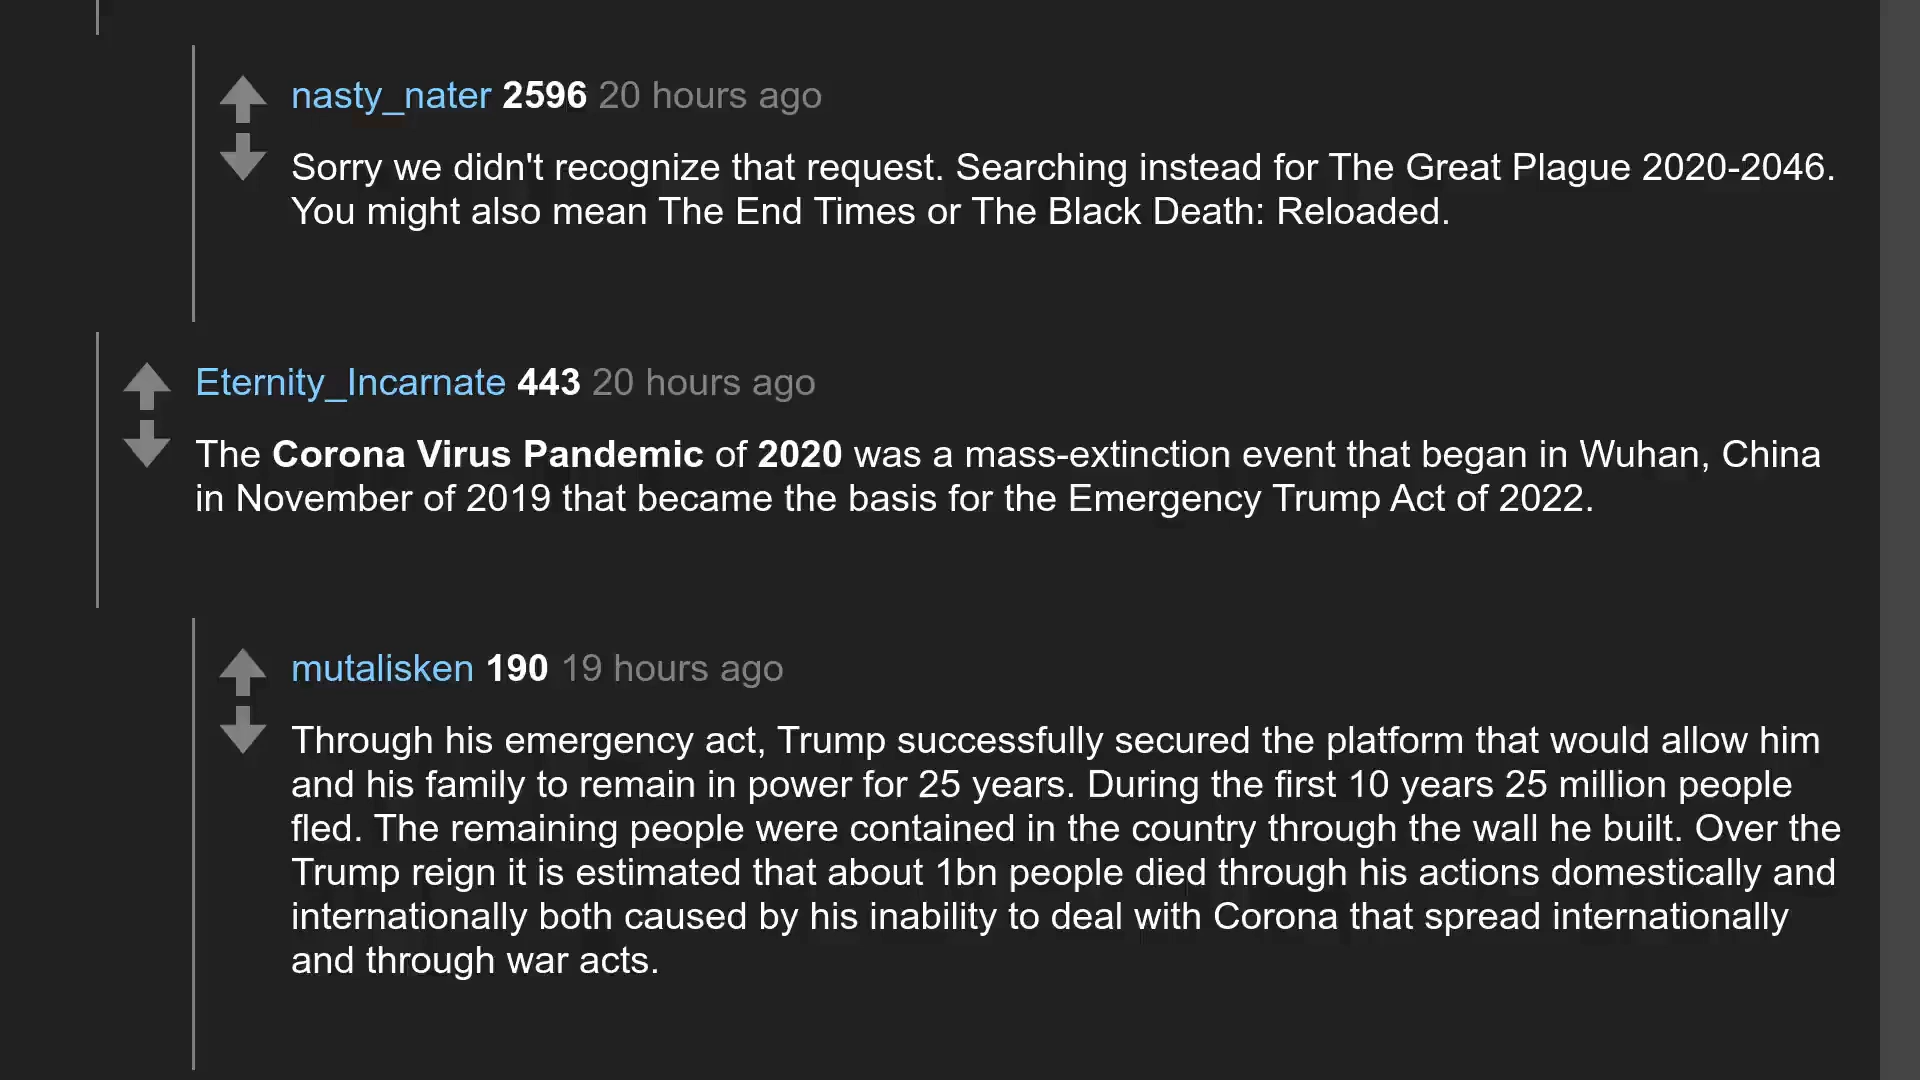 nasty_nater 2596 20 hours ago
Sorry we didn't recognize that request. Searching instead for The Great Plague 2020-2046.
You might also mean The End Times or The Black Death: Reloaded.
Eternity_Incarnate 443 20 hours ago
The Corona Virus Pandemic of 2020 was a mass-extinction event that began in Wuhan, China
in November of 2019 that became the basis for the Emergency Trump Act of 2022.
mutalisken 190 19 hours ago
Through his emergency act, Trump successfully secured the platform that would allow him
and his family to remain in power for 25 years. During the first 10 years 25 million people
fled. The remaining people were contained in the country through the wall he built. Over the
Trump reign it is estimated that about 1bn people died through his actions domestically and
internationally both caused by his inability to deal with Corona that spread internationally
and through war acts.